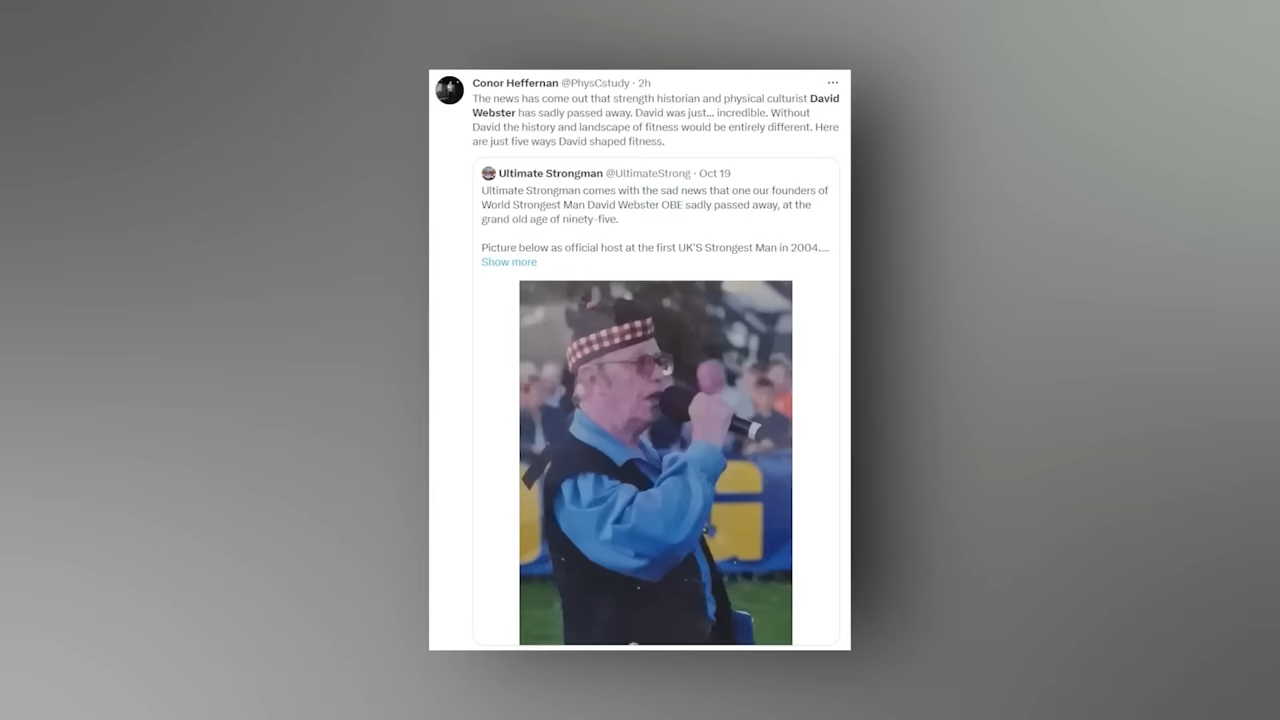 Conor Heffernan @PhysCstudy · 2h
The news has come out that strength historian and physical culturist David
Webster has sadly passed away. David was just... incredible. Without
David the history and landscape of fitness would be entirely different. Here
are just five ways David shaped fitness.
Ultimate Strongman @UltimateStrong · Oct 19
Ultimate Strongman comes with the sad news that one our founders of
World Strongest Man David Webster OBE sadly passed away, at the
grand old age of ninety-five.
Picture below as official host at the first UK'S Strongest Man in 2004....
Show more